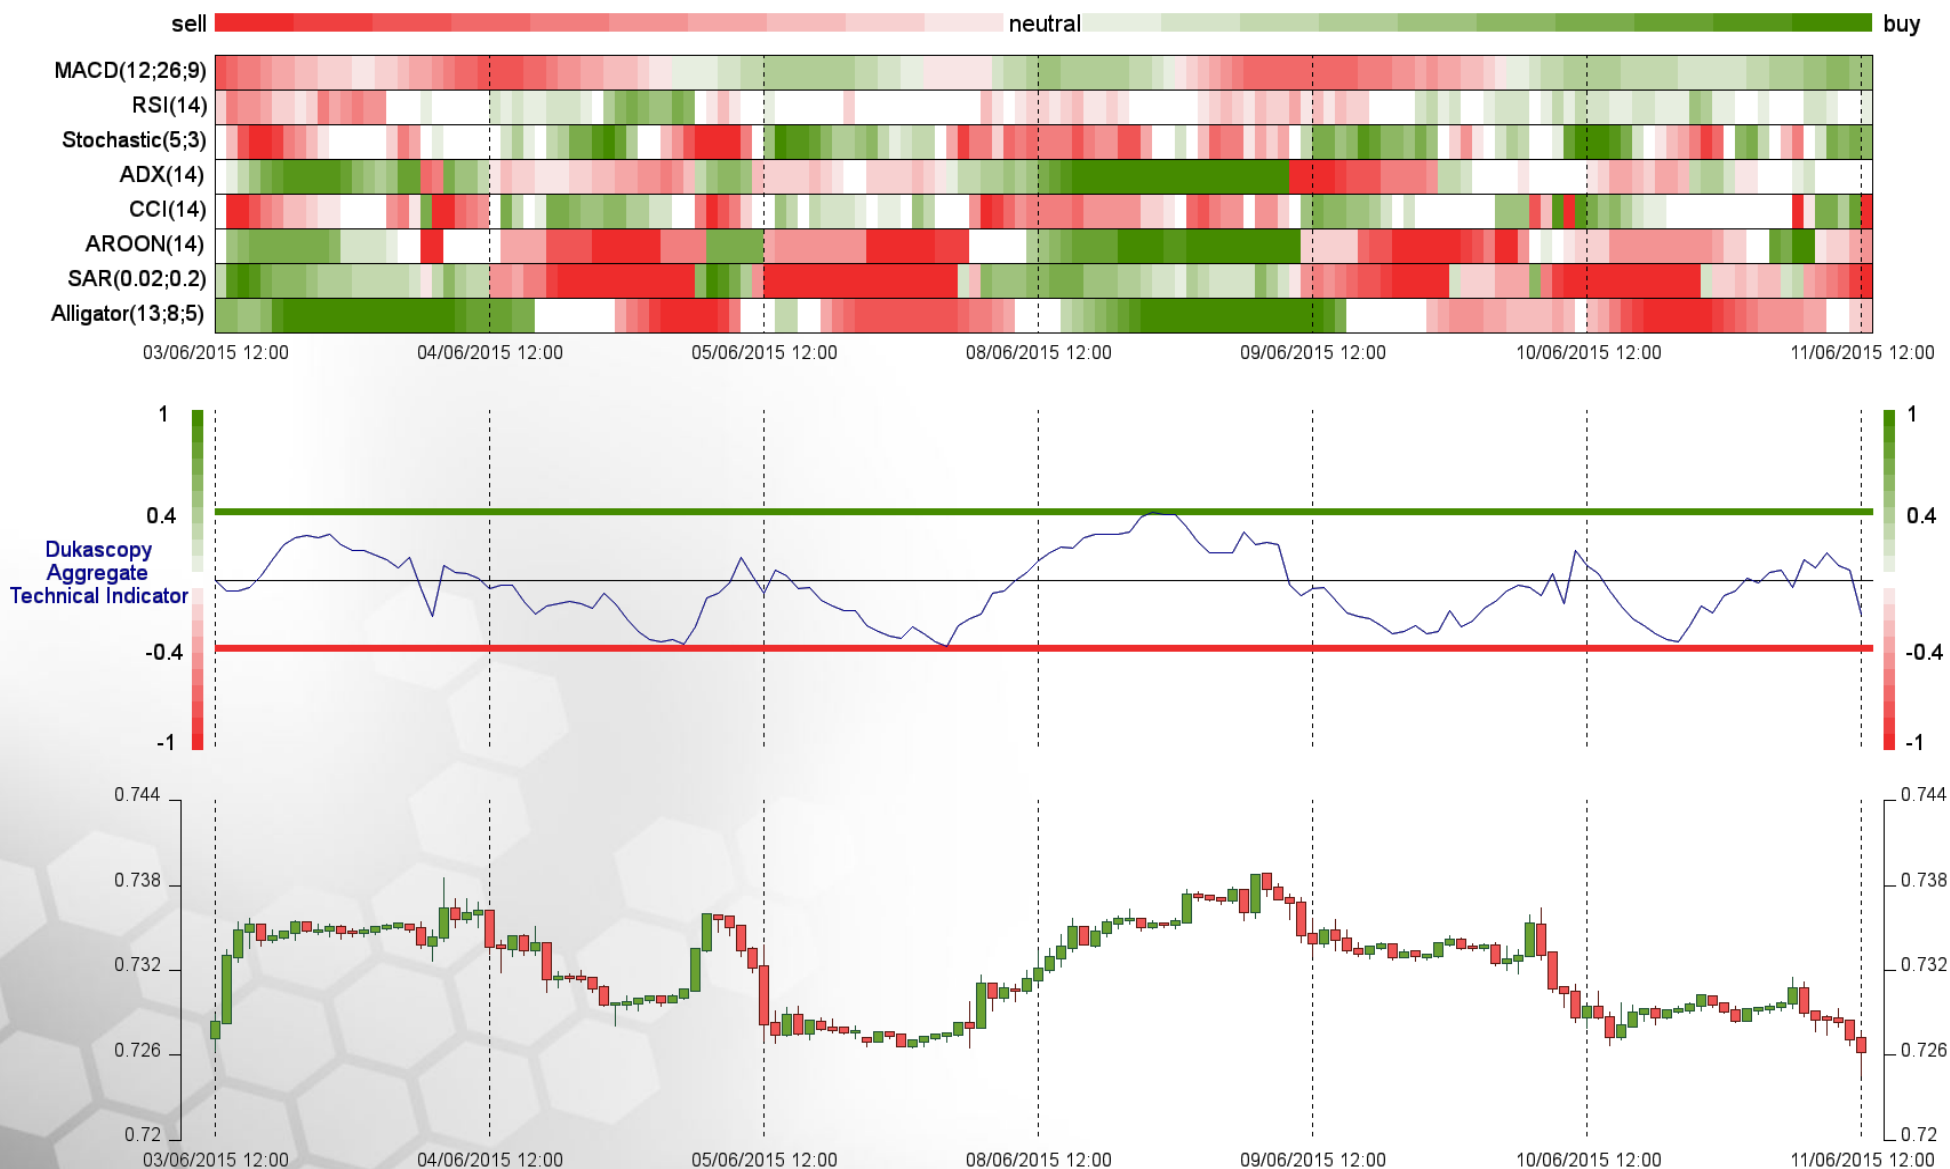 sell neutral buy
MACD(12;26;9)
RSI(14)
Stochastic(5;3)
ADX(14)
CCI(14)
AROON(14)
SAR(0.02;0.2)
Alligator(13;8;5)
03/06/2015 12:00 04/06/2015 12:00 05/06/2015 12:00 08/06/2015 12:00 09/06/2015 12:00 10/06/2015 12:00 11/06/2015 12:00
1 1
0.4 0.4
Dukascopy
Aggregate
Technical Indicator
-0.4 -0.4
-1 -1
0.744 0.744
0.738 0.738
0.732 0.732
0.726 0.726
0.72 0.72
03/06/2015 12:00 04/06/2015 12:00 05/06/2015 12:00 08/06/2015 12:00 09/06/2015 12:00 10/06/2015 12:00 11/06/2015 12:00